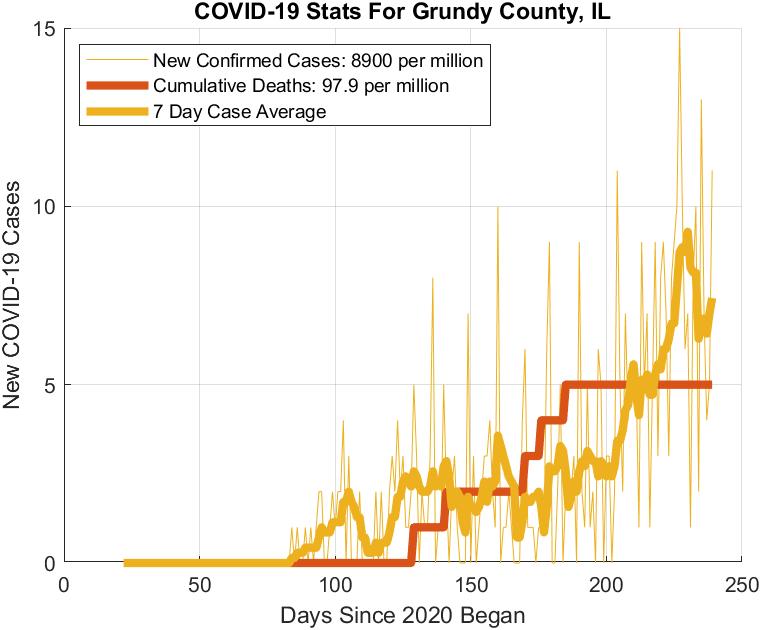 COVID-19 Stats For Grundy County, IL
New Confirmed Cases: 8900 per million
Cumulative Deaths: 97.9 per million
7 Day Case Average
New COVID-19 Cases
15
10
5
0
0 50 100 150 200 250
Days Since 2020 Began